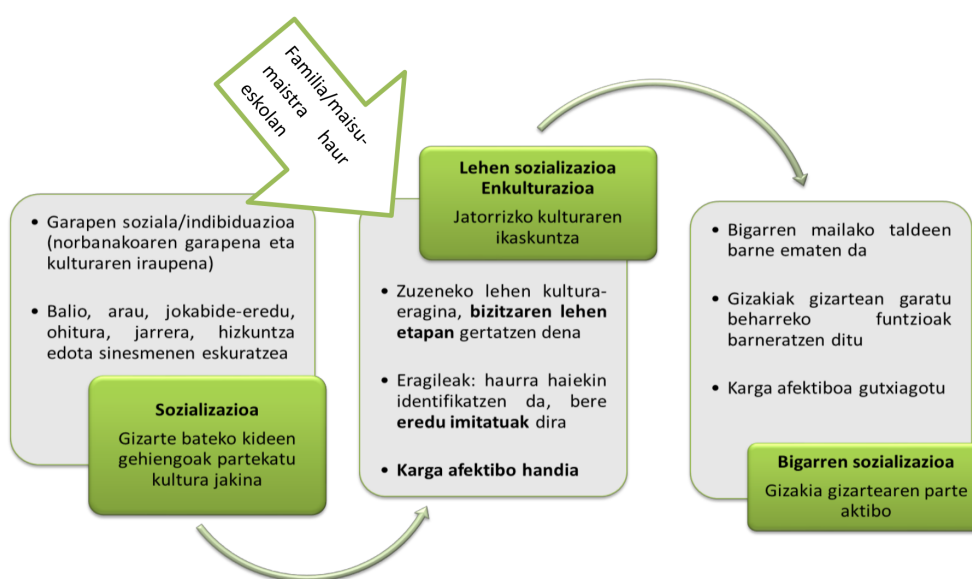 Familia/maisu-
maistra haur
eskolan
• Garapen soziala/indibiduazioa
(norbanakoaren garapena eta
kulturaren iraupena)
• Balio, arau, jokabide-eredu,
ohitura, jarrera, hizkuntza
edota sinesmenen eskuratzea
Sozializazioa
Gizarte bateko kideen
gehiengoak partekatu
kultura jakina
Lehen sozializazioa
Enkulturazioa
Jatorrizko kulturaren
ikaskuntza
• Zuzeneko lehen kultura-
eragina, bizitzaren lehen
etapan gertatzen dena
• Eragileak: haurra haiekin
identifikatzen da, bere
eredu imitatuak dira
• Karga afektibo handia
• Bigarren mailako taldeen
barne ematen da
• Gizakiak gizartean garatu
beharreko funtzioak
barneratzen ditu
• Karga afektiboa gutxiagotu
Bigarren sozializazioa
Gizakia gizartearen parte
aktibo